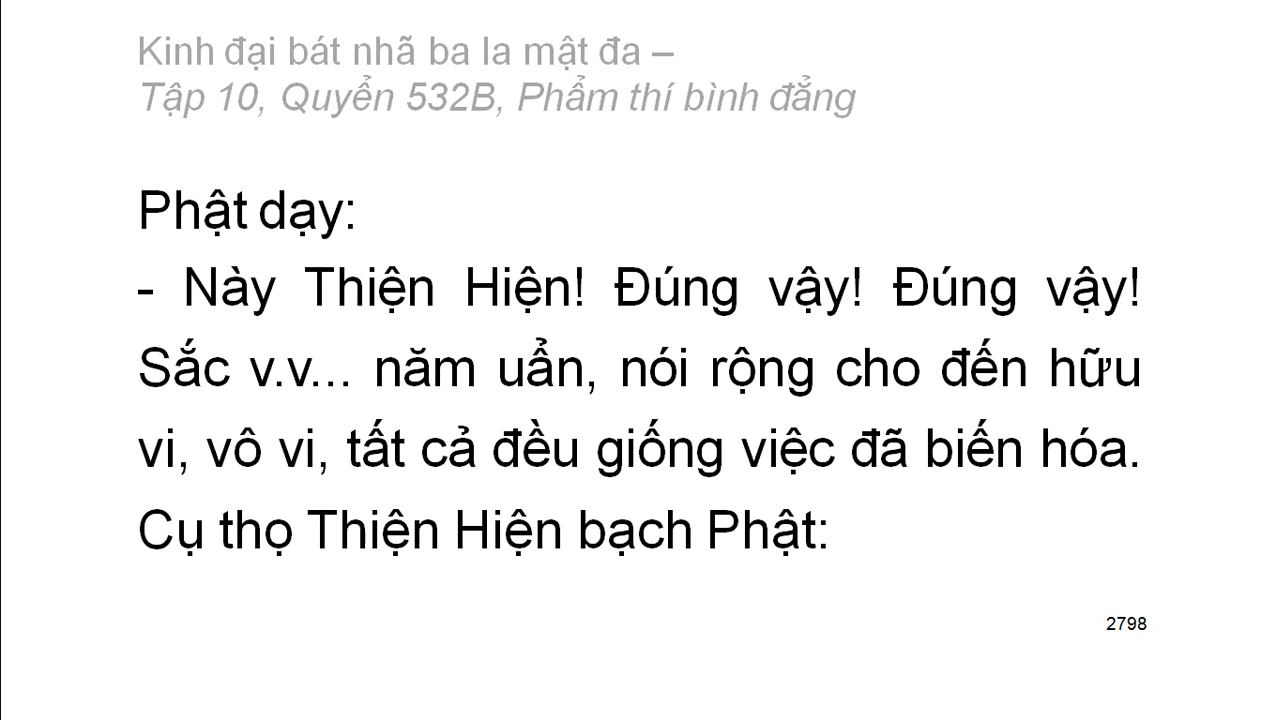 Kinh đại bát nhã ba la mật đa –
Tập 10, Quyển 532B, Phẩm thí bình đẳng
Phật dạy:
- Này Thiện Hiện! Đúng vậy! Đúng vậy!
Sắc v.v... năm uẩn, nói rộng cho đến hữu
vi, vô vi, tất cả đều giống việc đã biến hóa.
Cụ thọ Thiện Hiện bạch Phật:
2798